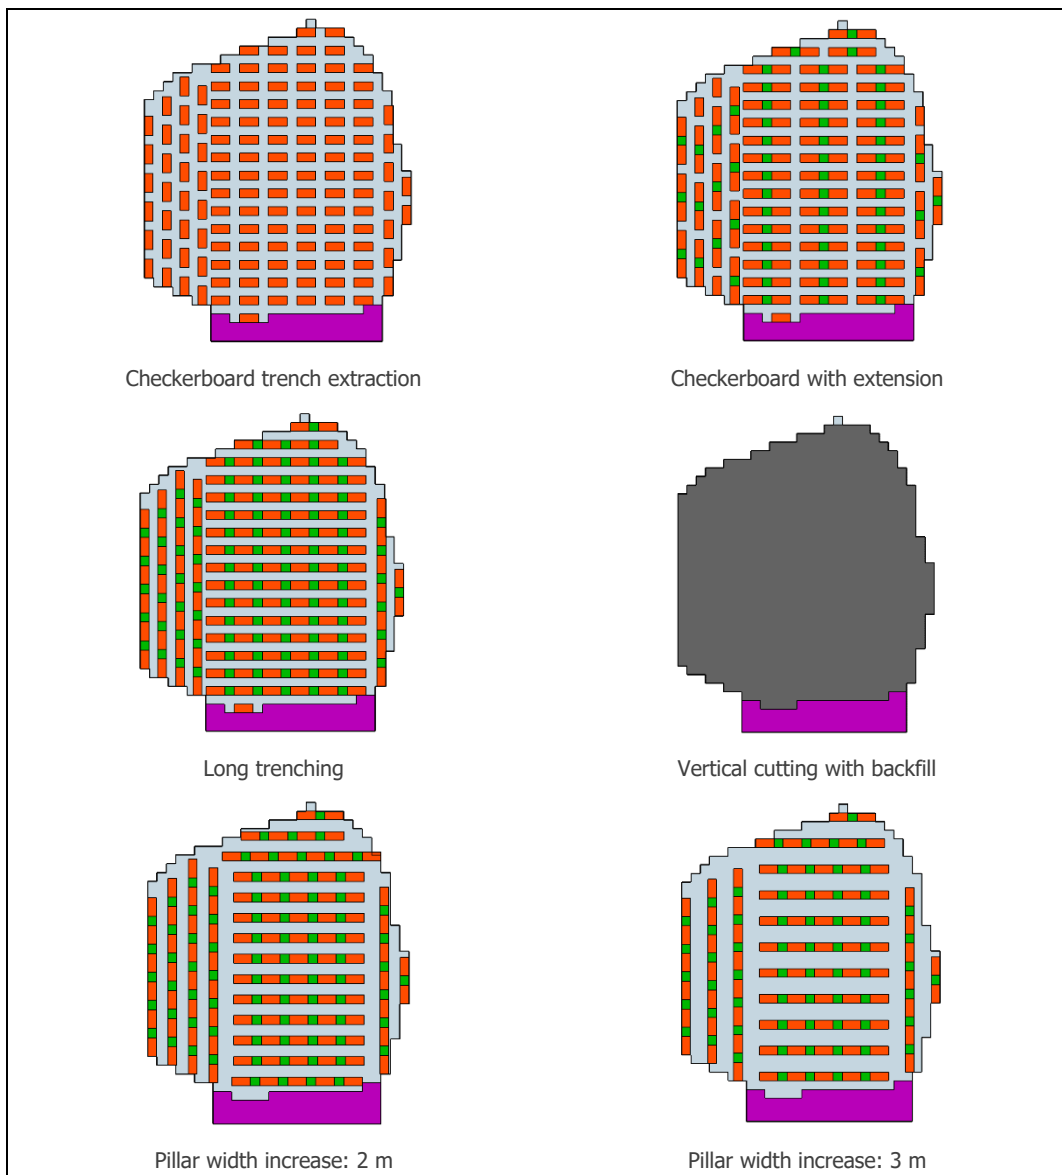 Checkerboard trench extraction
Checkerboard with extension
Long trenching
Vertical cutting with backfill
Pillar width increase: 2 m
Pillar width increase: 3 m